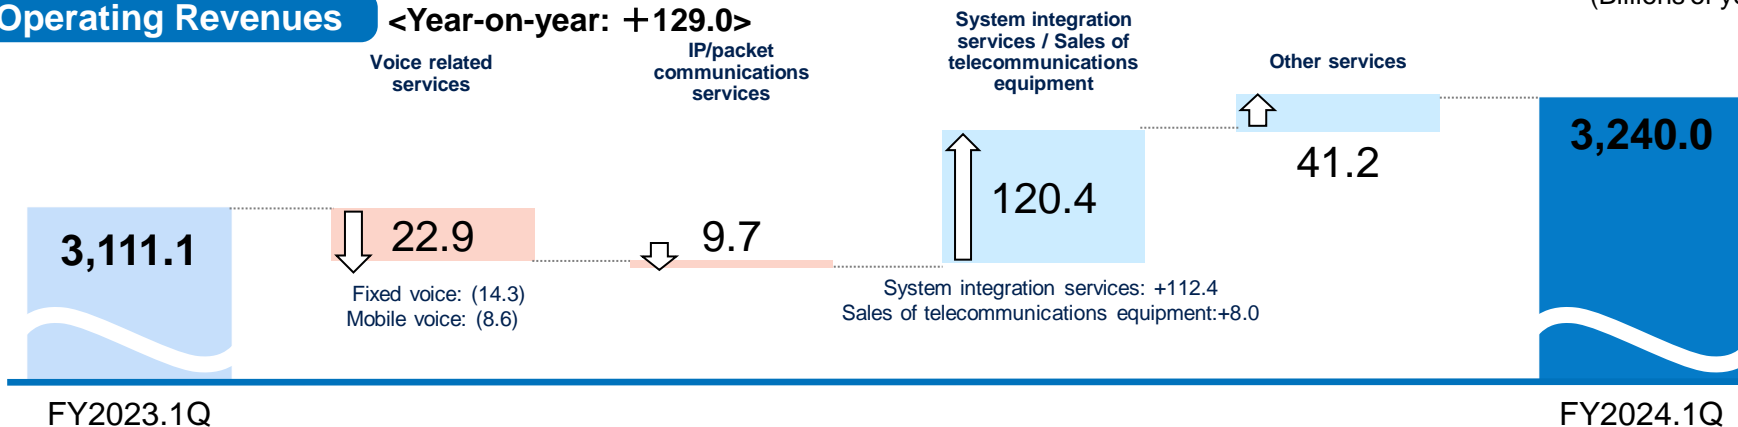 Operating Revenues
<Year-on-year: ＋129.0>
(Billions of
Voice related
services
IP/packet
communications
services
System integration
services / Sales of
telecommunications
equipment
Other services
3,111.1
22.9
9.7
120.4
41.2
3,240.0
Fixed voice: (14.3)
Mobile voice: (8.6)
System integration services: +112.4
Sales of telecommunications equipment:+8.0
FY2023.1Q
FY2024.1Q